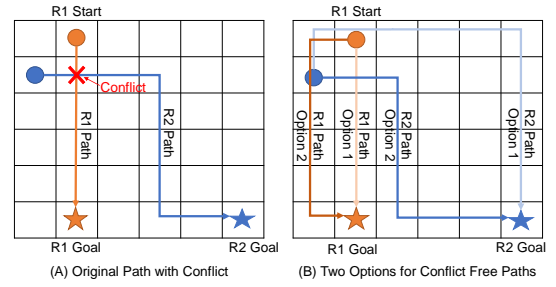 R1 Start
R1 Start
Conflict
R1 Path
R2 Path
R1 Path
Option 2
R1 Path
Option 1
R2 Path
Option 2
R2 Path
Option 1
R1 Goal
R2 Goal
R1 Goal
R2 Goal
(A) Original Path with Conflict
(B) Two Options for Conflict Free Paths